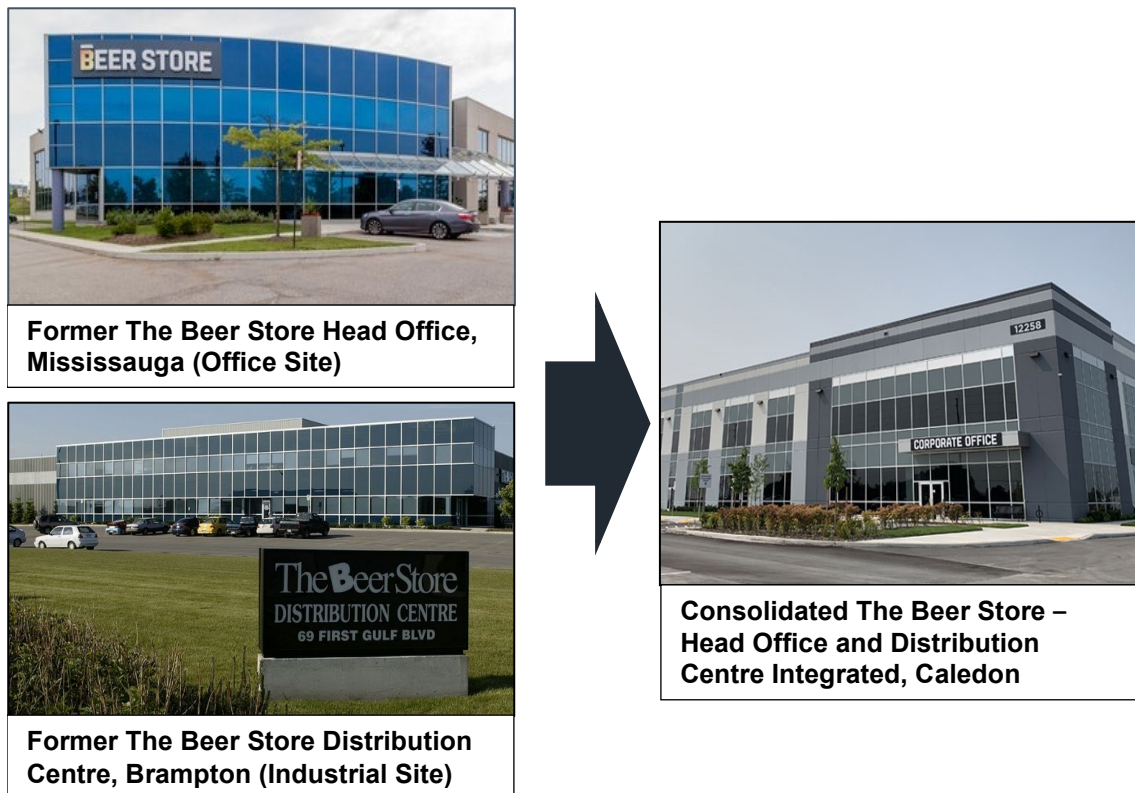 BEER STORE
Former The Beer Store Head Office,
Mississauga (Office Site)
The Beer Store
DISTRIBUTION CENTRE
69 FIRST GULF BLVD
Former The Beer Store Distribution
Centre, Brampton (Industrial Site)
12258
CORPORATE OFFICE
Consolidated The Beer Store –
Head Office and Distribution
Centre Integrated, Caledon